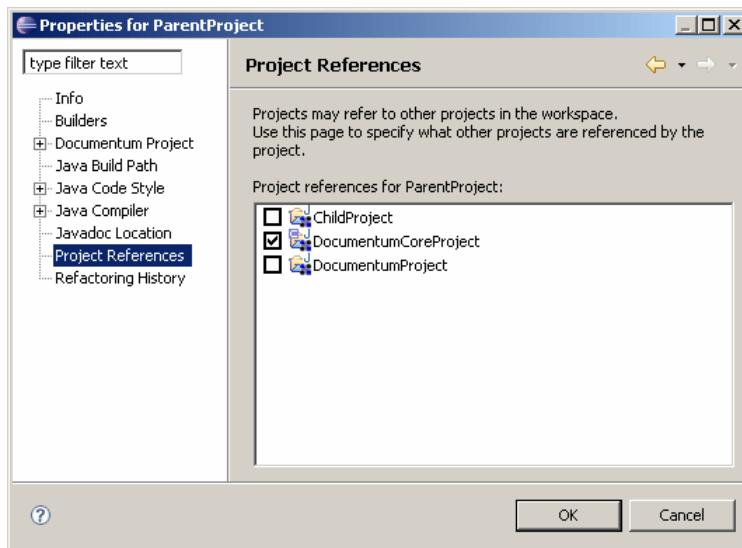 Properties for ParentProject
type filter text
Info
Builders
Documentum Project
Java Build Path
Java Code Style
Java Compiler
Javadoc Location
Project References
Refactoring History
Project References
Projects may refer to other projects in the workspace.
Use this page to specify what other projects are referenced by the
project.
Project references for ParentProject:
ChildProject
DocumentumCoreProject
DocumentumProject
OK
Cancel